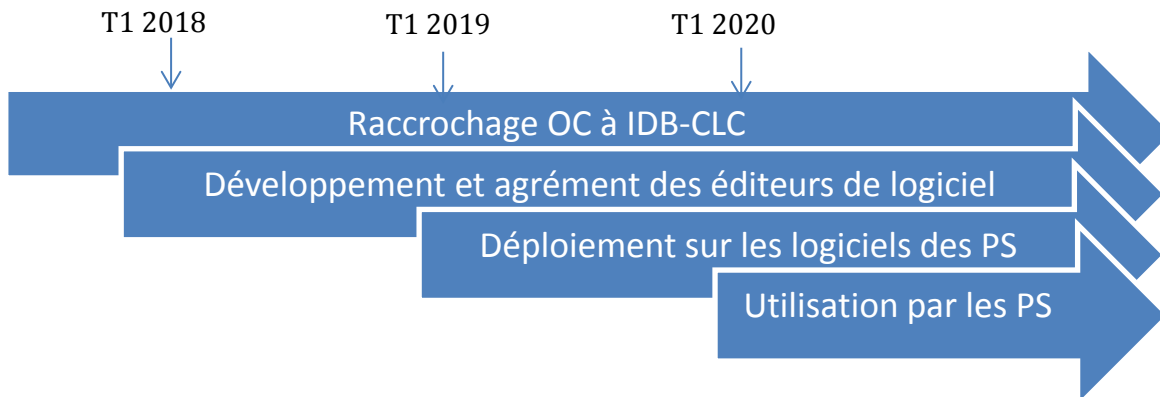 T1 2018
T1 2019
T1 2020
Raccrochage OC à IDB-CLC
Développement et agrément des éditeurs de logiciel
Déploiement sur les logiciels des PS
Utilisation par les PS